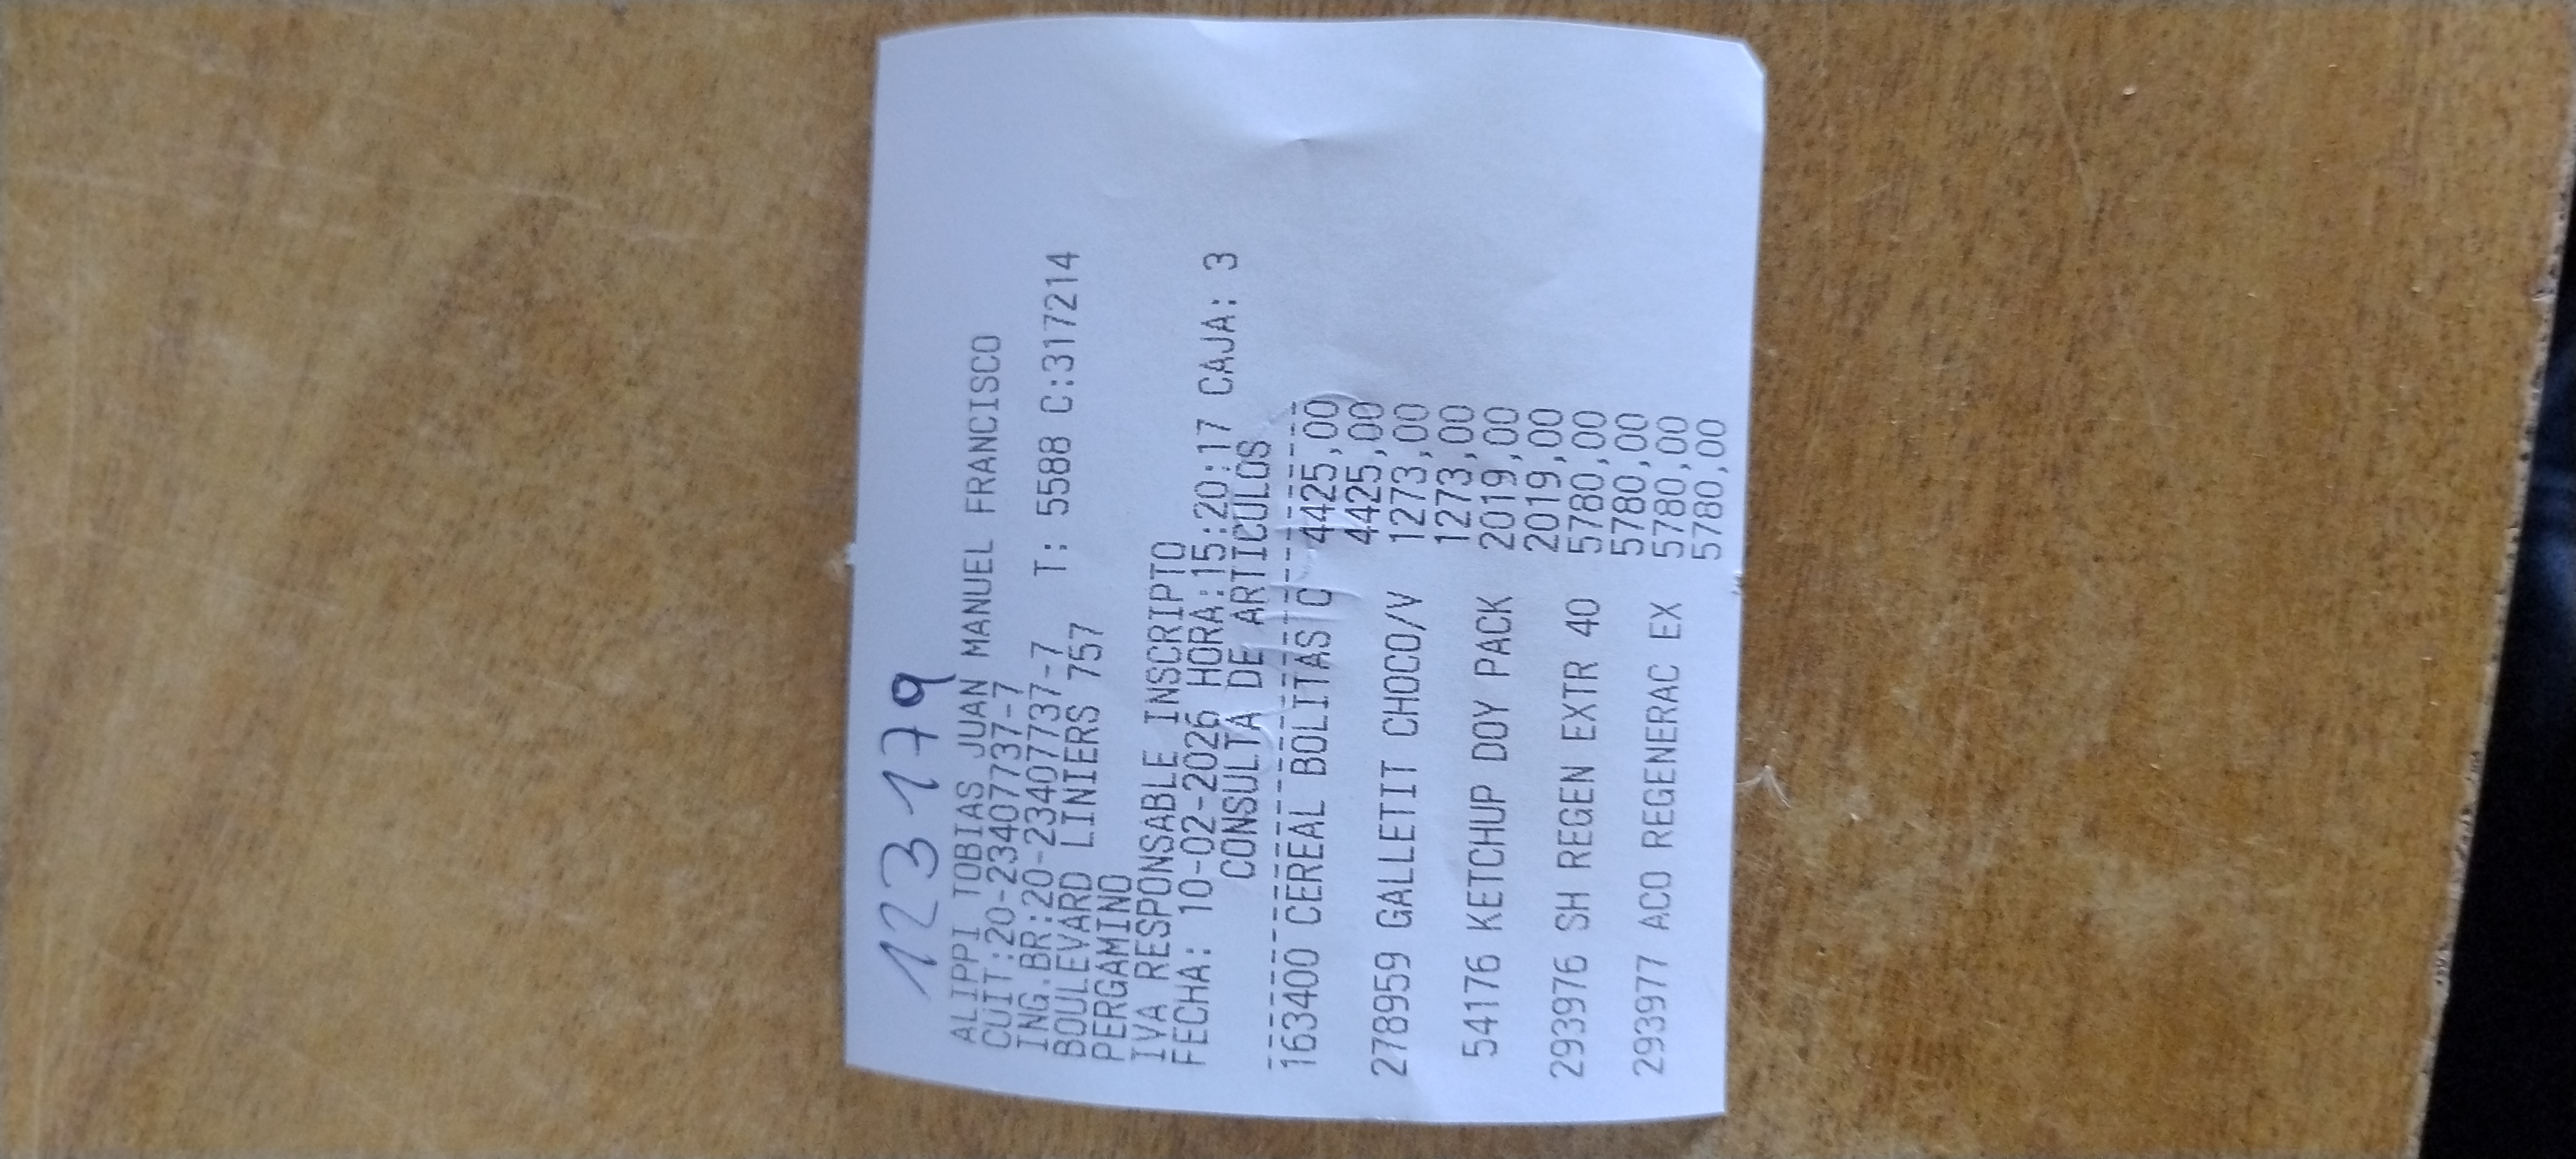 123179
ALIPPI TOBIAS JUAN MANUEL FRANCISCO
CUIT:20-23407737-7
ING.BR:20-23407737-7 T: 5588 C:317214
BOULEVARD LINIERS 757
PERGAMINO
IVA RESPONSABLE INSCRIPTO
FECHA: 10-02-2026 HORA:15:20:17 CAJA: 3
CONSULTA DE ARTICULOS
163400 CEREAL BOLITAS O 4425,00
4425,00
278959 GALLETIT CHOCO/V 1273,00
1273,00
54176 KETCHUP DOY PACK 2019,00
2019,00
293976 SH REGEN EXTR 40 5780,00
5780,00
293977 ACO REGENERAC EX 5780,00
5780,00